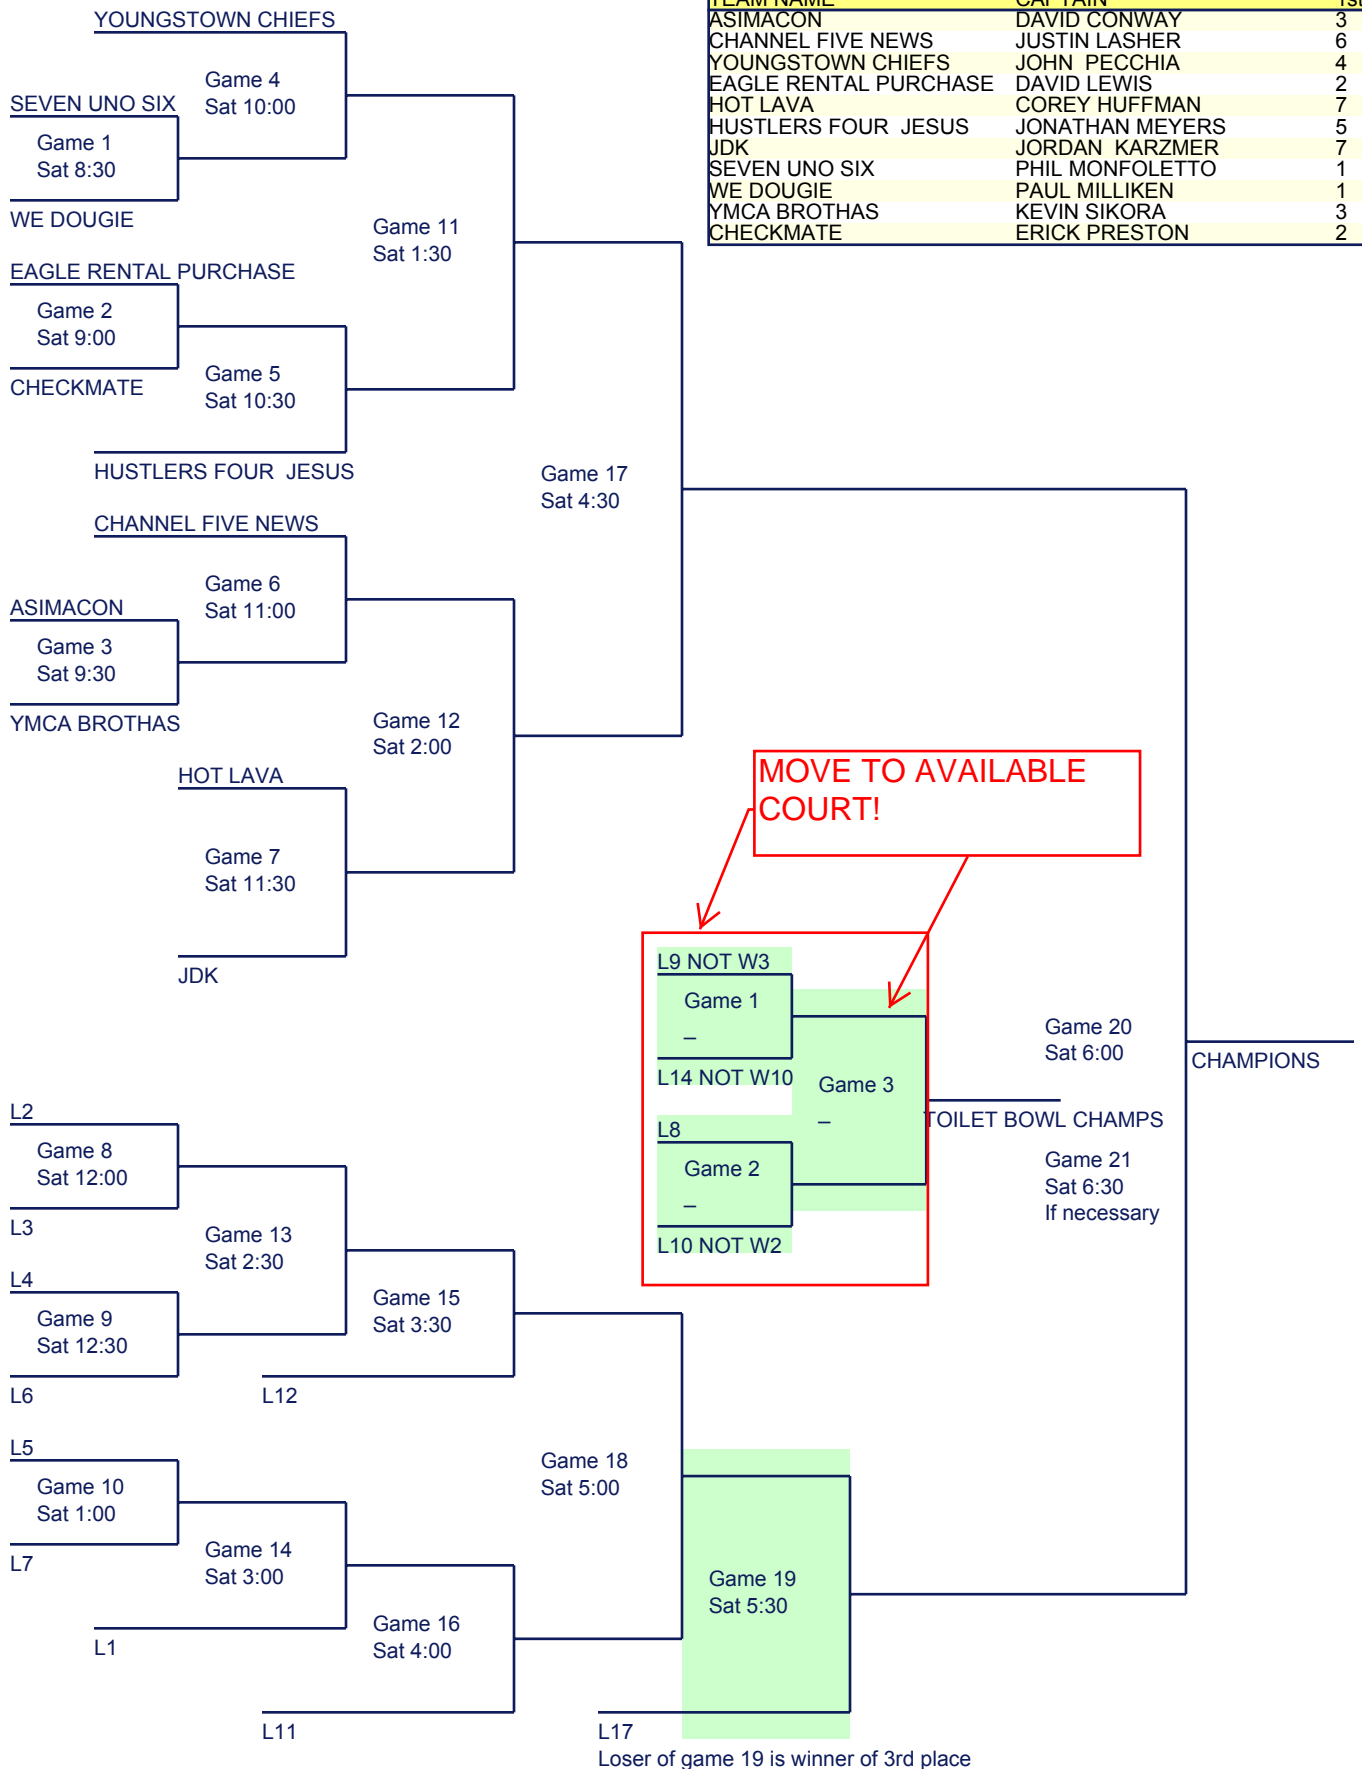 TEAM NAME CAPTAIN 1st
ASIMACON DAVID CONWAY 3
CHANNEL FIVE NEWS JUSTIN LASHER 6
YOUNGSTOWN CHIEFS JOHN  PECCHIA 4
EAGLE RENTAL PURCHASE DAVID LEWIS 2
HOT LAVA COREY HUFFMAN 7
HUSTLERS FOUR  JESUS JONATHAN MEYERS 5
JDK JORDAN  KARZMER 7
SEVEN UNO SIX PHIL MONFOLETTO 1
WE DOUGIE PAUL MILLIKEN 1
YMCA BROTHAS KEVIN SIKORA 3
CHECKMATE ERICK PRESTON 2
YOUNGSTOWN CHIEFS
Game 4
Sat 10:00
SEVEN UNO SIX
Game 1
Sat 8:30
WE DOUGIE
Game 11
Sat 1:30
EAGLE RENTAL PURCHASE
Game 2
Sat 9:00
CHECKMATE
Game 5
Sat 10:30
HUSTLERS FOUR  JESUS
Game 17
Sat 4:30
CHANNEL FIVE NEWS
Game 6
Sat 11:00
ASIMACON
Game 3
Sat 9:30
YMCA BROTHAS
Game 12
Sat 2:00
HOT LAVA
Game 7
Sat 11:30
JDK
MOVE TO AVAILABLE
COURT!
L9 NOT W3
Game 1
–
L14 NOT W10
Game 3
–
L8
Game 2
–
L10 NOT W2
TOILET BOWL CHAMPS
Game 20
Sat 6:00
CHAMPIONS
Game 21
Sat 6:30
If necessary
L2
Game 8
Sat 12:00
L3
Game 13
Sat 2:30
L4
Game 9
Sat 12:30
L6
Game 15
Sat 3:30
L12
L5
Game 10
Sat 1:00
L7
Game 14
Sat 3:00
L1
Game 16
Sat 4:00
L11
Game 18
Sat 5:00
Game 19
Sat 5:30
L17
Loser of game 19 is winner of 3rd place